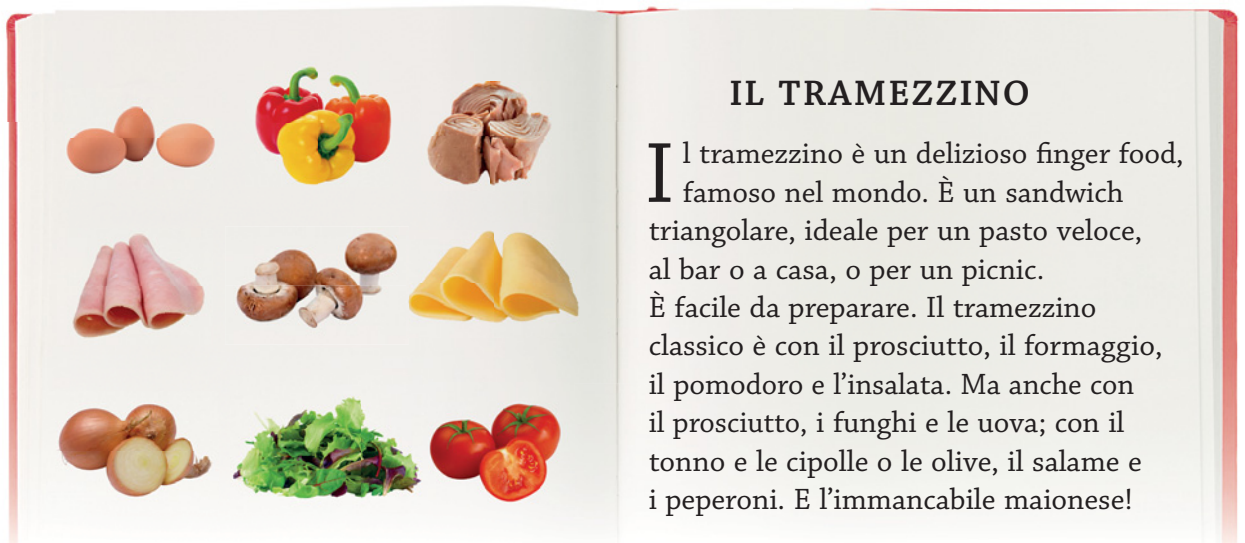 IL TRAMEZZINO
Il tramezzino è un delizioso finger food,
famoso nel mondo. È un sandwich
triangolare, ideale per un pasto veloce,
al bar o a casa, o per un picnic.
È facile da preparare. Il tramezzino
classico è con il prosciutto, il formaggio,
il pomodoro e l’insalata. Ma anche con
il prosciutto, i funghi e le uova; con il
tonno e le cipolle o le olive, il salame e
i peperoni. E l’immancabile maionese!